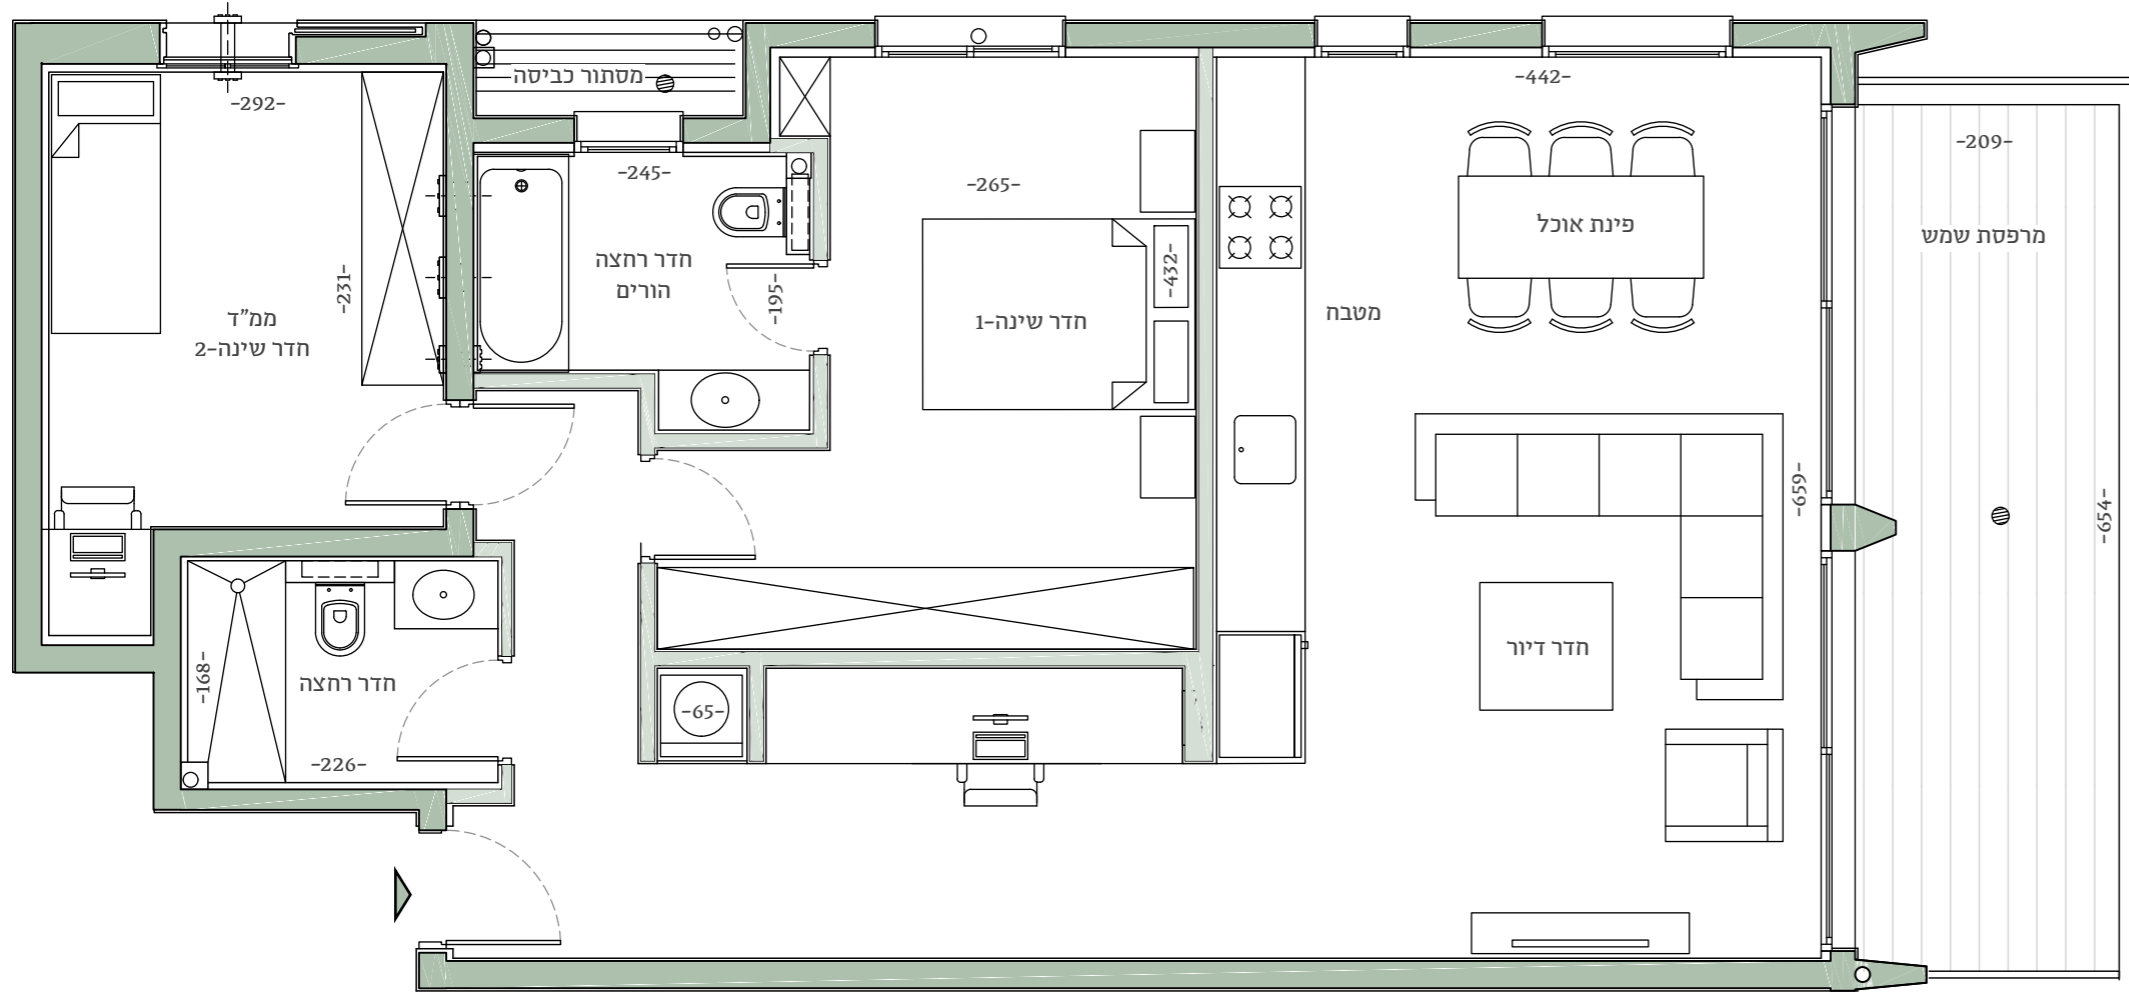 מסתור כביסה
-292-
-442-
-209-
-245-
-265-
פינת אוכל
מרפסת שמש
חדר רחצה
הורים
-195-
-432-
-231-
ממ"ד
חדר שינה-2
חדר שינה-1
מטבח
-659-
-654-
חדר דיור
-168-
חדר רחצה
-65-
-226-